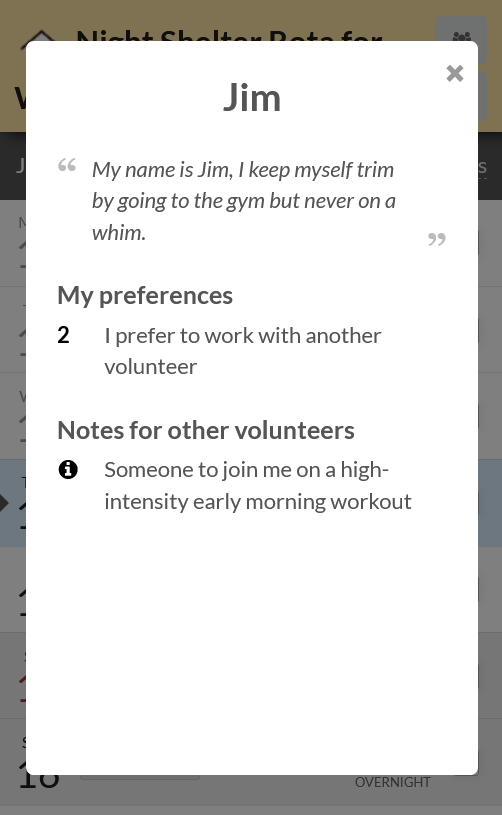 Night Shelter Rota for
Jim
“ My name is Jim, I keep myself trim
by going to the gym but never on a
whim. ”
My preferences
2 I prefer to work with another
volunteer
Notes for other volunteers
Someone to join me on a high-
intensity early morning workout
OVERNIGHT